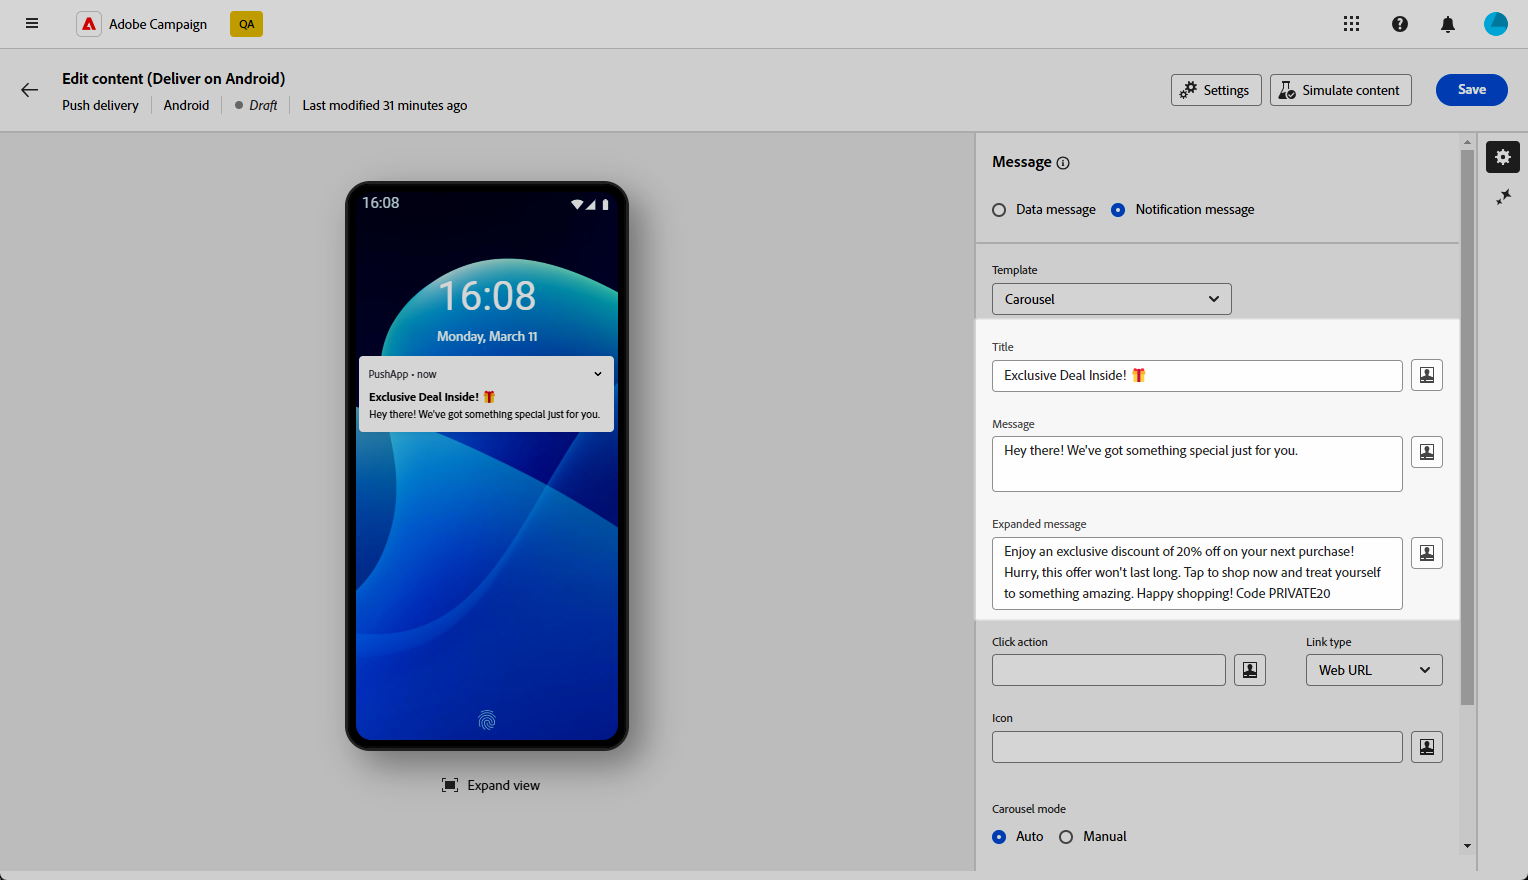 Adobe Campaign
QA
Edit content (Deliver on Android)
Push delivery
Android
Draft
Last modified 31 minutes ago
Settings
Simulate content
Save
16:08
16:08
Monday, March 11
PushApp • now
Exclusive Deal Inside! 🎁
Hey there! We've got something special just for you.
Expand view
Message
Data message
Notification message
Template
Carousel
Title
Exclusive Deal Inside! 🎁
Message
Hey there! We've got something special just for you.
Expanded message
Enjoy an exclusive discount of 20% off on your next purchase!
Hurry, this offer won't last long. Tap to shop now and treat yourself
to something amazing. Happy shopping! Code PRIVATE20
Click action
Link type
Web URL
Icon
Carousel mode
Auto
Manual